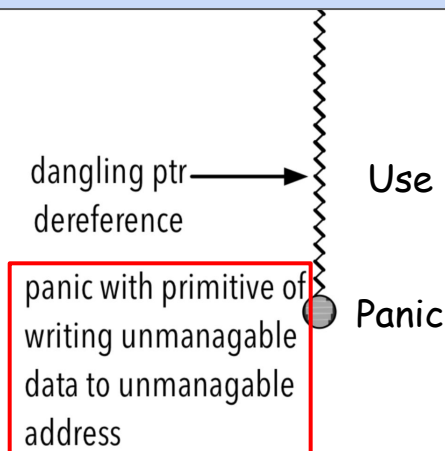 dangling ptr
dereference
Use
panic with primitive of
writing unmanagable
data to unmanagable
address
Panic